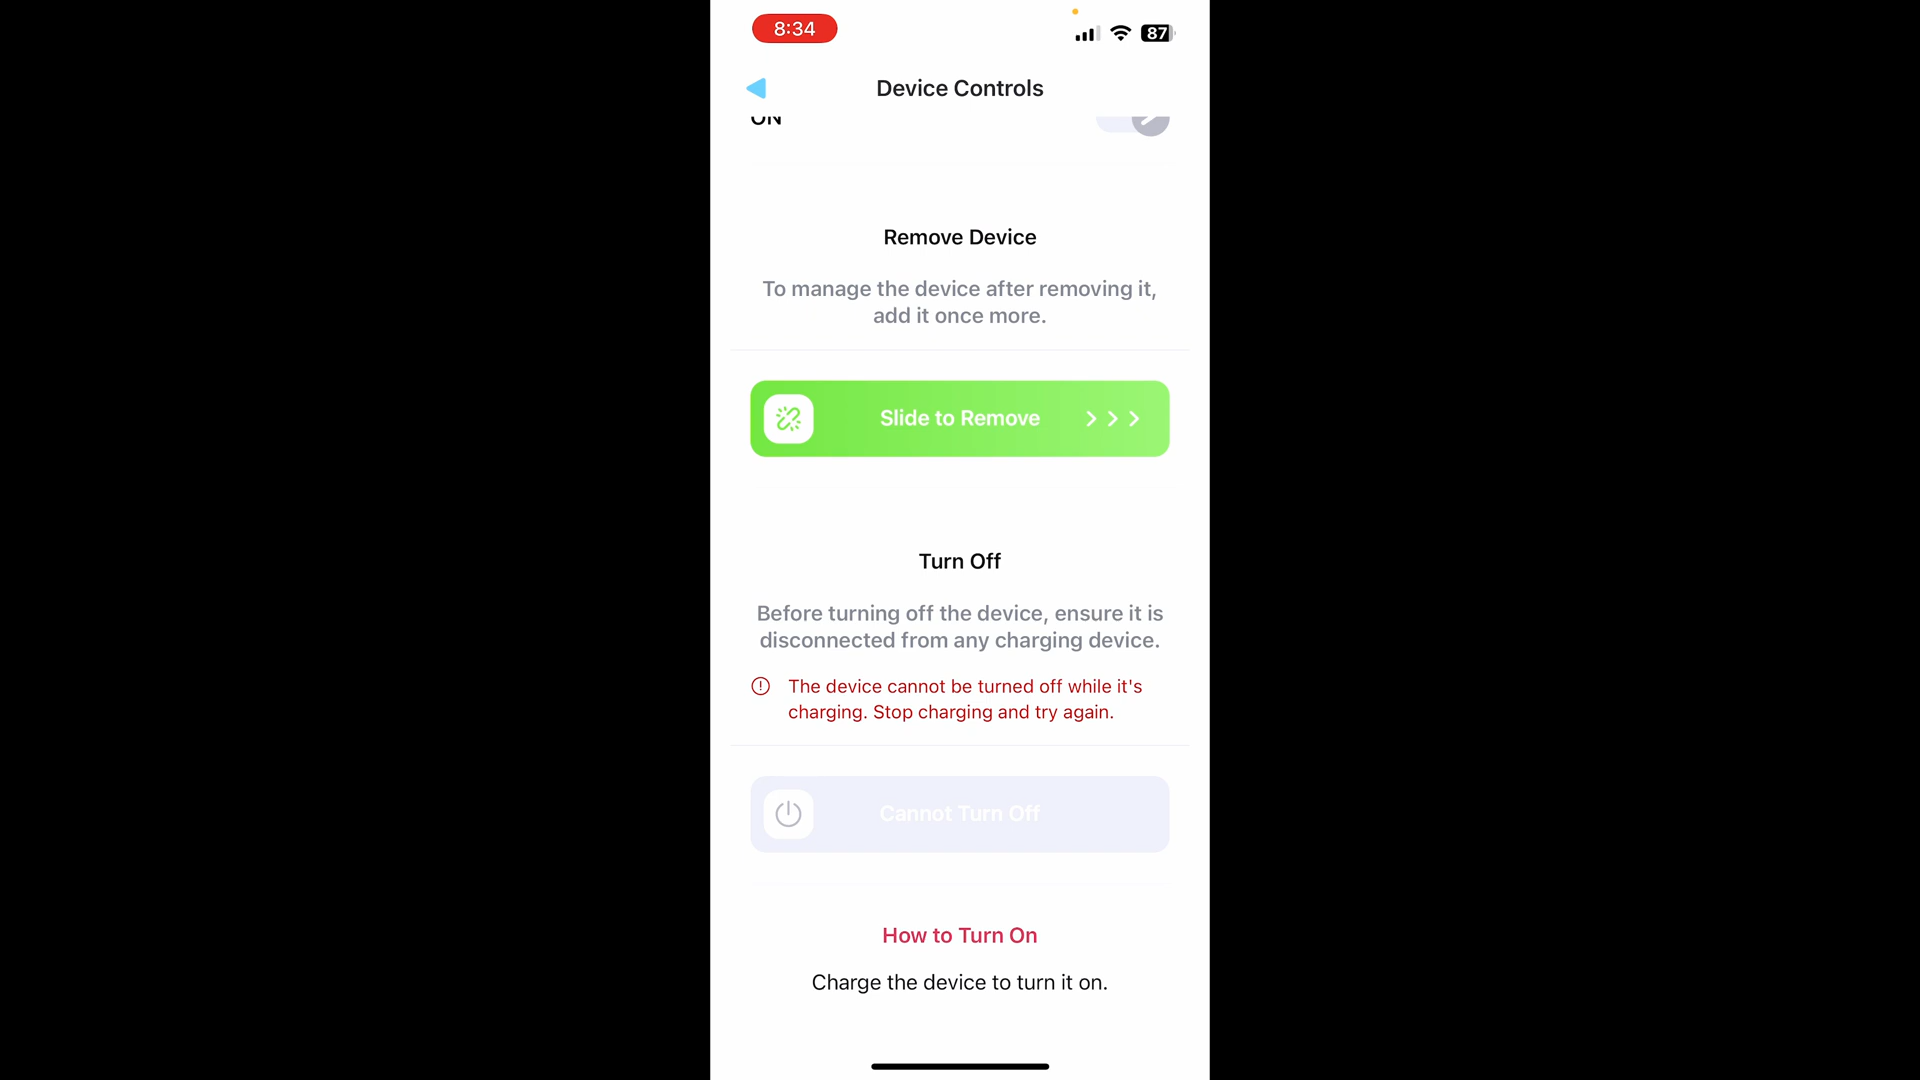 8:34
87
Device Controls
ON
Remove Device
To manage the device after removing it,
add it once more.
Slide to Remove
Turn Off
Before turning off the device, ensure it is
disconnected from any charging device.
The device cannot be turned off while it's
charging. Stop charging and try again.
Cannot Turn Off
How to Turn On
Charge the device to turn it on.